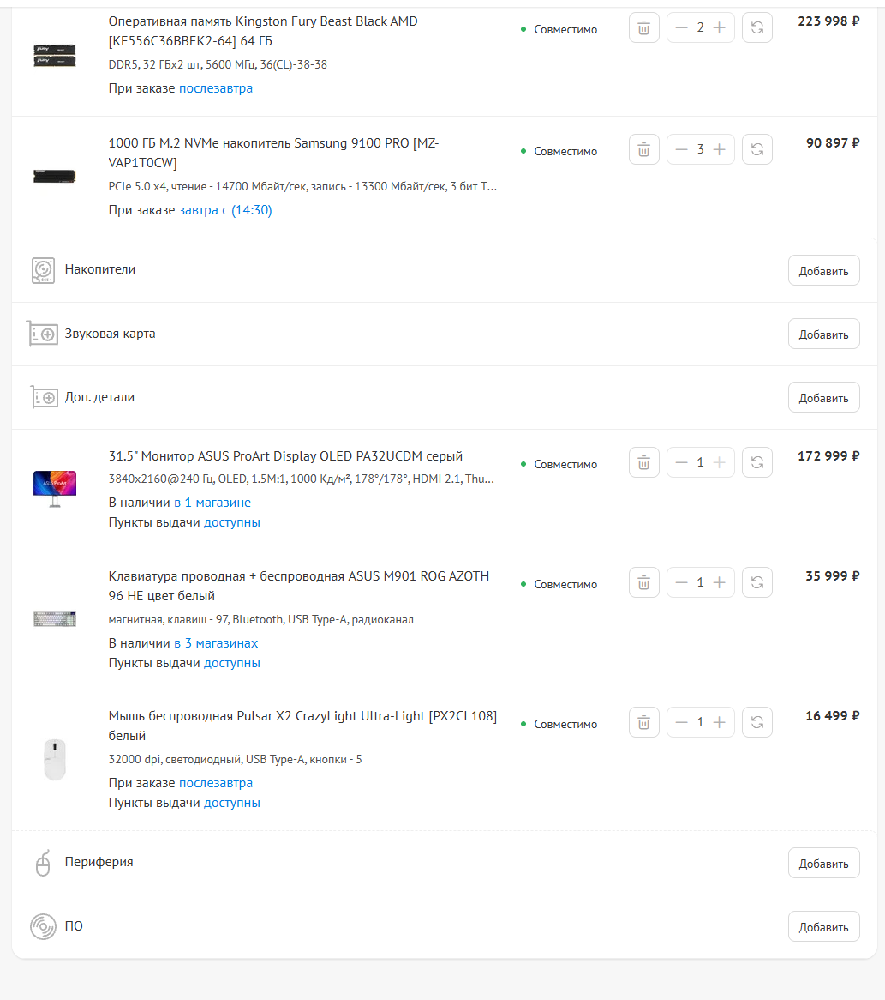 Оперативная память Kingston Fury Beast Black AMD
[KF556C36BBEK2-64] 64 ГБ
DDR5, 32 ГБx2 шт, 5600 МГц, 36(CL)-38-38
При заказе послезавтра
Совместимо
2
223 998 ₽
1000 ГБ M.2 NVMe накопитель Samsung 9100 PRO [MZ-
VAP1T0CW]
PCIe 5.0 x4, чтение - 14700 Мбайт/сек, запись - 13300 Мбайт/сек, 3 бит T...
При заказе завтра с (14:30)
Совместимо
3
90 897 ₽
Накопители
Добавить
Звуковая карта
Добавить
Доп. детали
Добавить
31.5" Монитор ASUS ProArt Display OLED PA32UCDM серый
3840x2160@240 Гц, OLED, 1.5M:1, 1000 Кд/м², 178°/178°, HDMI 2.1, Thu...
В наличии в 1 магазине
Пункты выдачи доступны
Совместимо
1
172 999 ₽
Клавиатура проводная + беспроводная ASUS M901 ROG AZOTH
96 HE цвет белый
магнитная, клавиш - 97, Bluetooth, USB Type-A, радиоканал
В наличии в 3 магазинах
Пункты выдачи доступны
Совместимо
1
35 999 ₽
Мышь беспроводная Pulsar X2 CrazyLight Ultra-Light [PX2CL108]
белый
32000 dpi, светодиодный, USB Type-A, кнопки - 5
При заказе послезавтра
Пункты выдачи доступны
Совместимо
1
16 499 ₽
Периферия
Добавить
ПО
Добавить